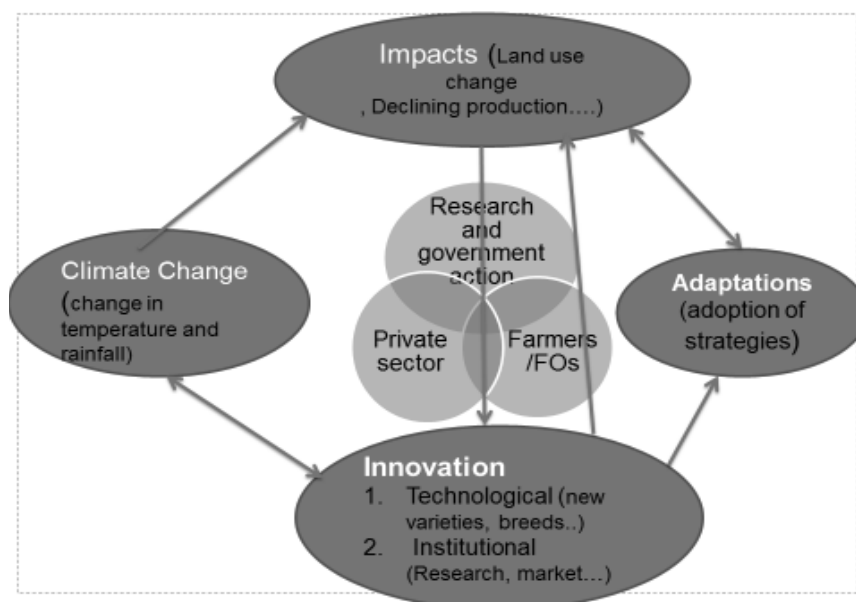 Impacts (Land use
change
, Declining production....)
Research
and
government
action
Climate Change
(change in
temperature and
rainfall)
Private
sector
Farmers
/FOs
Adaptations
(adoption of
strategies)
Innovation
1. Technological (new
varieties, breeds..)
2. Institutional
(Research, market...)